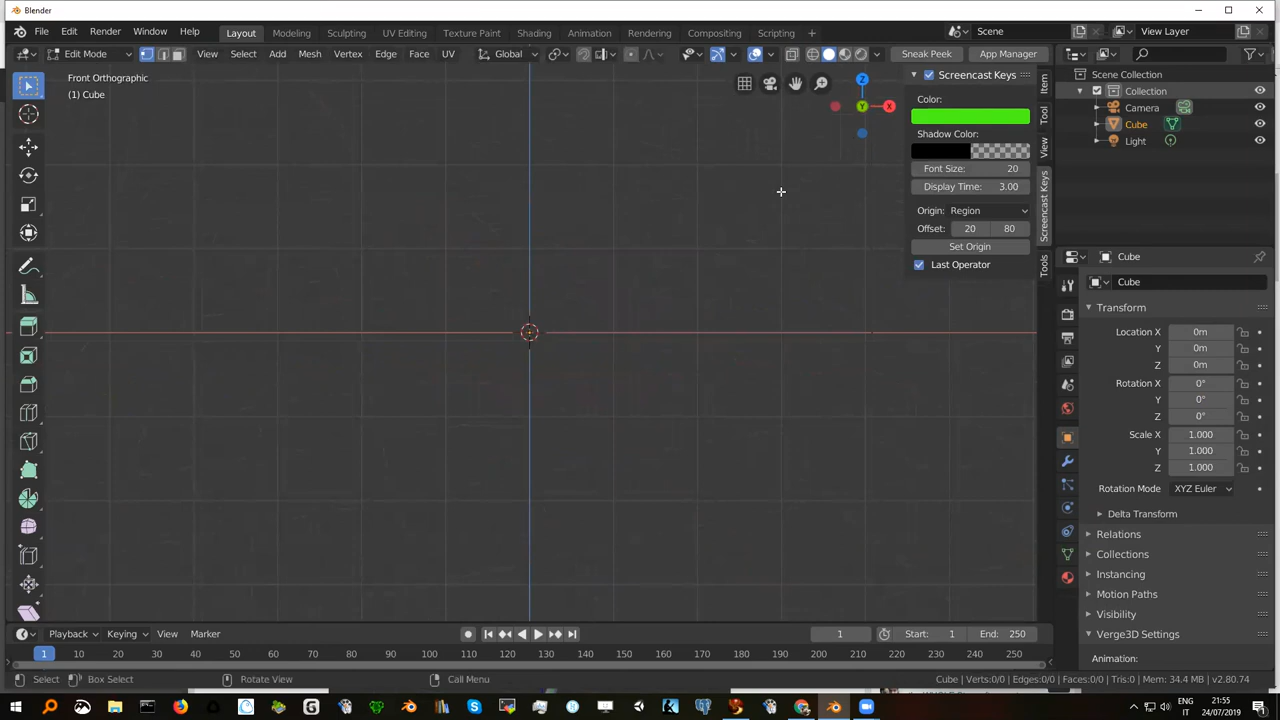 Blender
File Edit Render Window Help Layout Modeling Sculpting UV Editing Texture Paint Shading Animation Rendering Compositing Scripting + Scene View Layer
Edit Mode View Select Add Mesh Vertex Edge Face UV Global Sneak Peek App Manager
Front Orthographic
(1) Cube
Z
Y
X
Screencast Keys
Color:
Shadow Color:
Font Size: 20
Display Time: 3.00
Origin: Region
Offset: 20 80
Set Origin
Last Operator
Item
Tool
View
Screencast Keys
Tools
Scene Collection
Collection
Camera
Cube
Light
Cube
Cube
Transform
Location X 0m
Y 0m
Z 0m
Rotation X 0°
Y 0°
Z 0°
Scale X 1.000
Y 1.000
Z 1.000
Rotation Mode XYZ Euler
Delta Transform
Relations
Collections
Instancing
Motion Paths
Visibility
Verge3D Settings
Animation:
Playback Keying View Marker 1 Start: 1 End: 250
1 10 20 30 40 50 60 70 80 90 100 110 120 130 140 150 160 170 180 190 200 210 220 230 240 250
Select Box Select Rotate View Call Menu Cube | Verts:0/0 | Edges:0/0 | Faces:0/0 | Tris:0 | Mem: 34.4 MB | v2.80.74
ENG
IT
21:55
24/07/2019